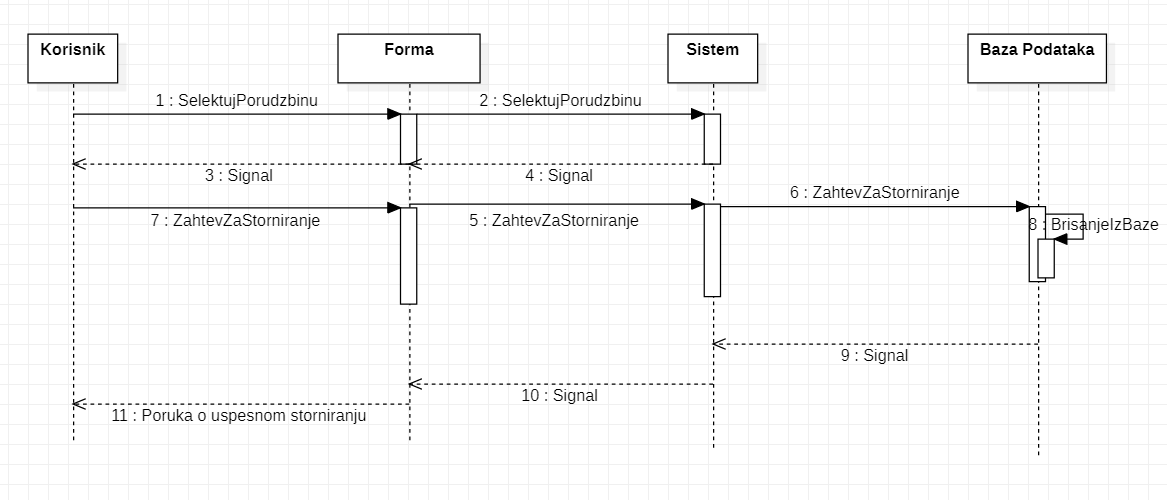 Korisnik
Forma
Sistem
Baza Podataka
1 : SelektujPorudzbinu
2 : SelektujPorudzbinu
3 : Signal
4 : Signal
6 : ZahtevZaStorniranje
7 : ZahtevZaStorniranje
5 : ZahtevZaStorniranje
8 : BrisanjeIzBaze
9 : Signal
10 : Signal
11 : Poruka o uspesnom storniranju